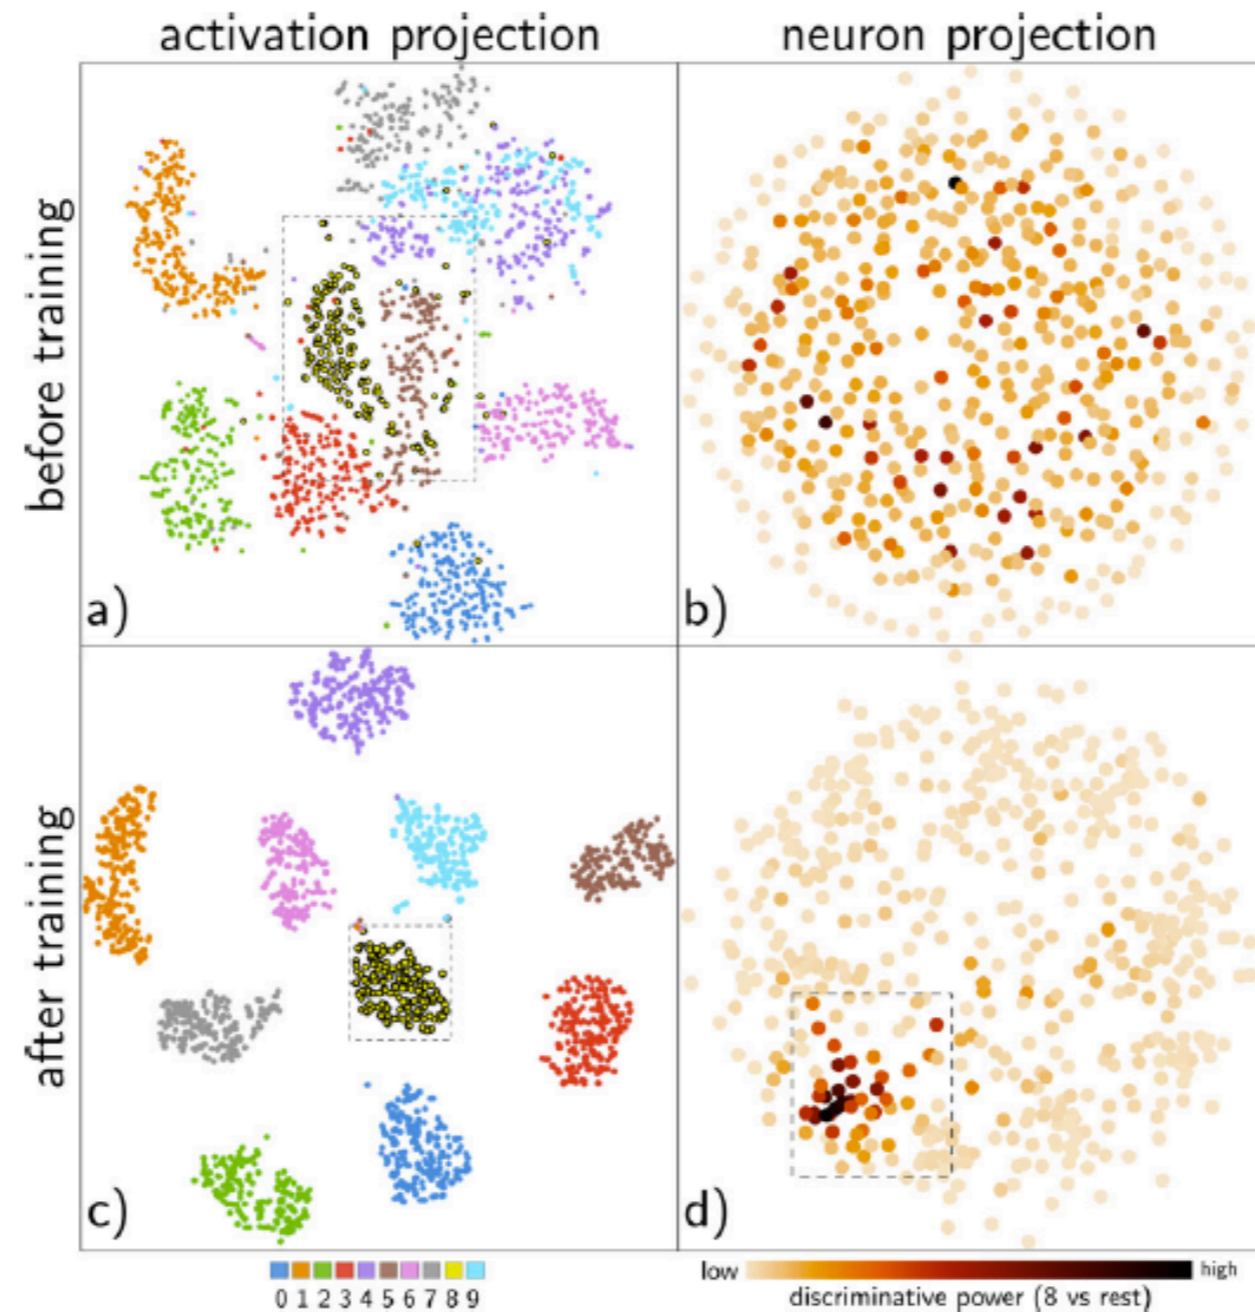 activation projection
neuron projection
before training
a)
b)
after training
c)
d)
0 1 2 3 4 5 6 7 8 9
low
high
discriminative power (8 vs rest)